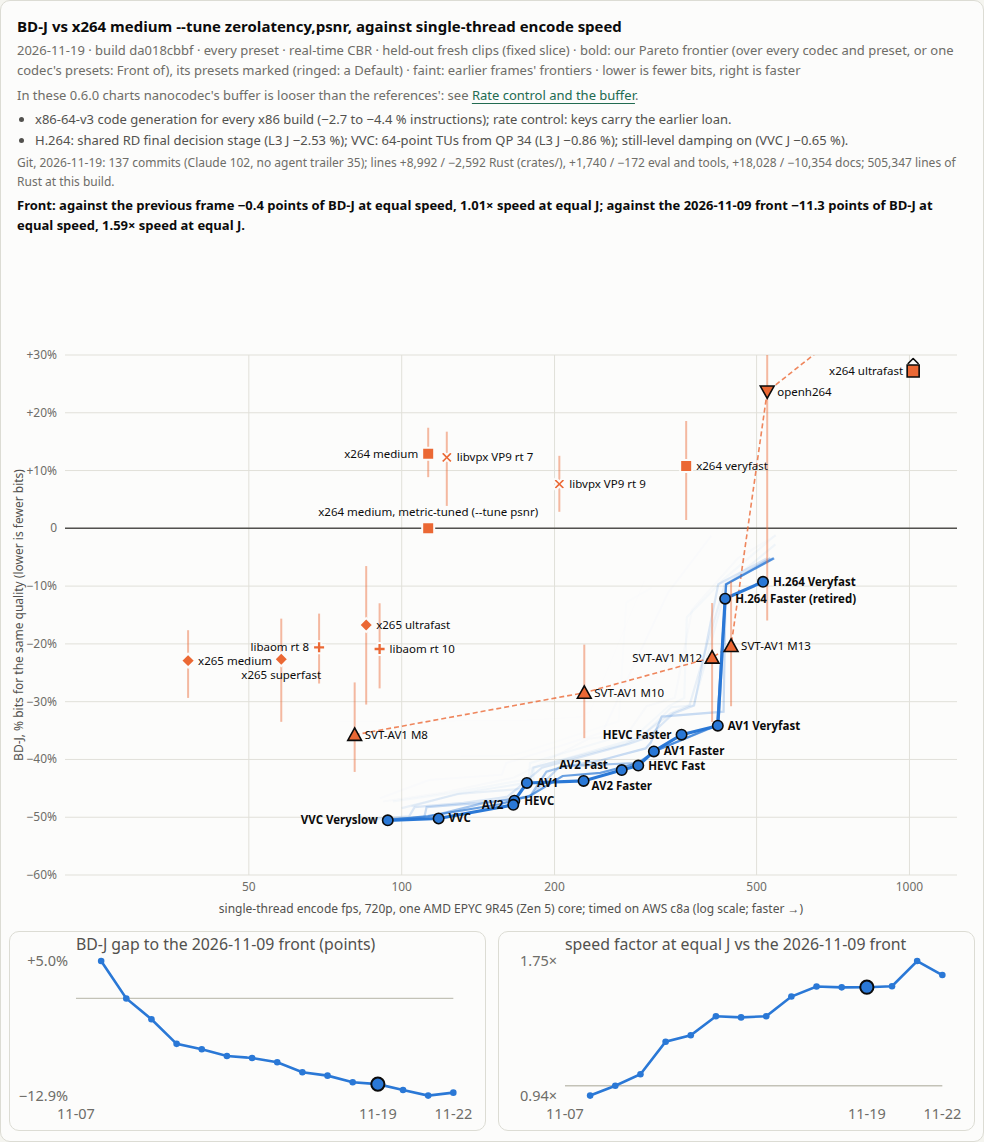 BD-J vs x264 medium --tune zerolatency,psnr, against single-thread encode speed
2026-11-19 · build da018cbbf · every preset · real-time CBR · held-out fresh clips (fixed slice) · bold: our Pareto frontier (over every codec and preset, or one
codec's presets: Front of), its presets marked (ringed: a Default) · faint: earlier frames' frontiers · lower is fewer bits, right is faster
In these 0.6.0 charts nanocodec's buffer is looser than the references': see Rate control and the buffer.
• x86-64-v3 code generation for every x86 build (−2.7 to −4.4 % instructions); rate control: keys carry the earlier loan.
• H.264: shared RD final decision stage (L3 J −2.53 %); VVC: 64-point TUs from QP 34 (L3 J −0.86 %); still-level damping on (VVC J −0.65 %).
Git, 2026-11-19: 137 commits (Claude 102, no agent trailer 35); lines +8,992 / −2,592 Rust (crates/), +1,740 / −172 eval and tools, +18,028 / −10,354 docs; 505,347 lines of
Rust at this build.
Front: against the previous frame −0.4 points of BD-J at equal speed, 1.01× speed at equal J; against the 2026-11-09 front −11.3 points of BD-J at
equal speed, 1.59× speed at equal J.
+30%
x264 ultrafast
openh264
+20%
x264 medium
libvpx VP9 rt 7
+10%
x264 veryfast
libvpx VP9 rt 9
x264 medium, metric-tuned (--tune psnr)
0
BD-J, % bits for the same quality (lower is fewer bits)
−10%
H.264 Veryfast
H.264 Faster (retired)
x265 ultrafast
−20%
libaom rt 8
libaom rt 10
SVT-AV1 M13
SVT-AV1 M12
x265 medium
x265 superfast
−30%
SVT-AV1 M10
AV1 Veryfast
SVT-AV1 M8
HEVC Faster
−40%
AV1 Faster
AV2 Fast
HEVC Fast
AV1
AV2 Faster
AV2
HEVC
−50%
VVC Veryslow
VVC
−60%
50
100
200
500
1000
single-thread encode fps, 720p, one AMD EPYC 9R45 (Zen 5) core; timed on AWS c8a (log scale; faster →)
BD-J gap to the 2026-11-09 front (points)
+5.0%
−12.9%
11-07
11-19
11-22
speed factor at equal J vs the 2026-11-09 front
1.75×
0.94×
11-07
11-19
11-22